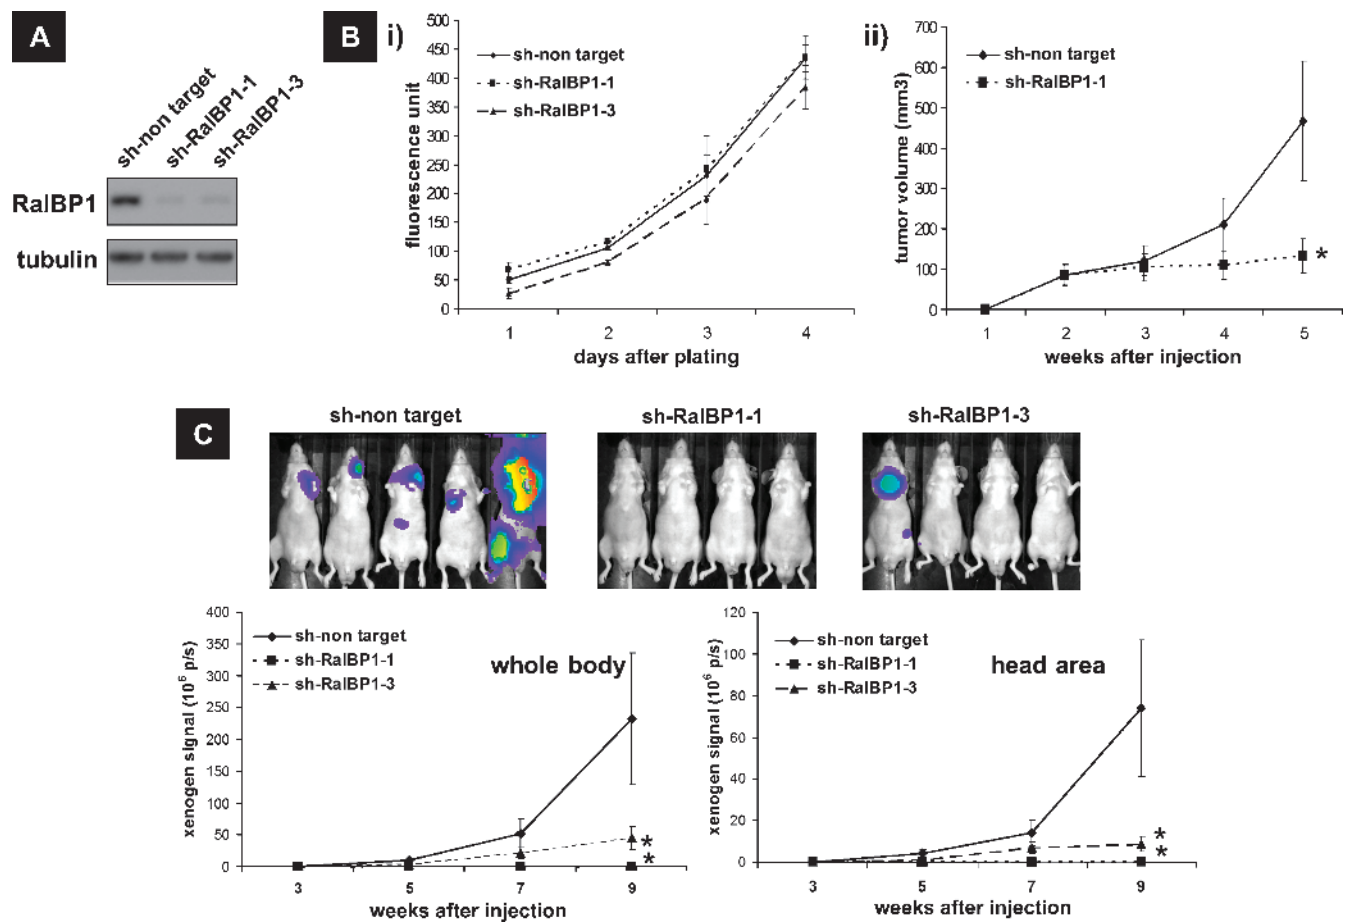 A
sh-non target
sh-RalBP1-1
sh-RalBP1-3
RalBP1
tubulin
B
i)
500
450
400
350
300
250
200
150
100
50
0
fluorescence unit
sh-non target
sh-RalBP1-1
sh-RalBP1-3
1 2 3 4
days after plating
ii)
700
600
500
400
300
200
100
0
tumor volume (mm3)
sh-non target
sh-RalBP1-1
*
1 2 3 4 5
weeks after injection
C
sh-non target
sh-RalBP1-1
sh-RalBP1-3
400
350
300
250
200
150
100
50
0
xenogen signal (10⁶ p/s)
sh-non target
sh-RalBP1-1
sh-RalBP1-3
whole body
*
*
3 5 7 9
weeks after injection
120
100
80
60
40
20
0
xenogen signal (10⁶ p/s)
sh-non target
sh-RalBP1-1
sh-RalBP1-3
head area
*
*
3 5 7 9
weeks after injection